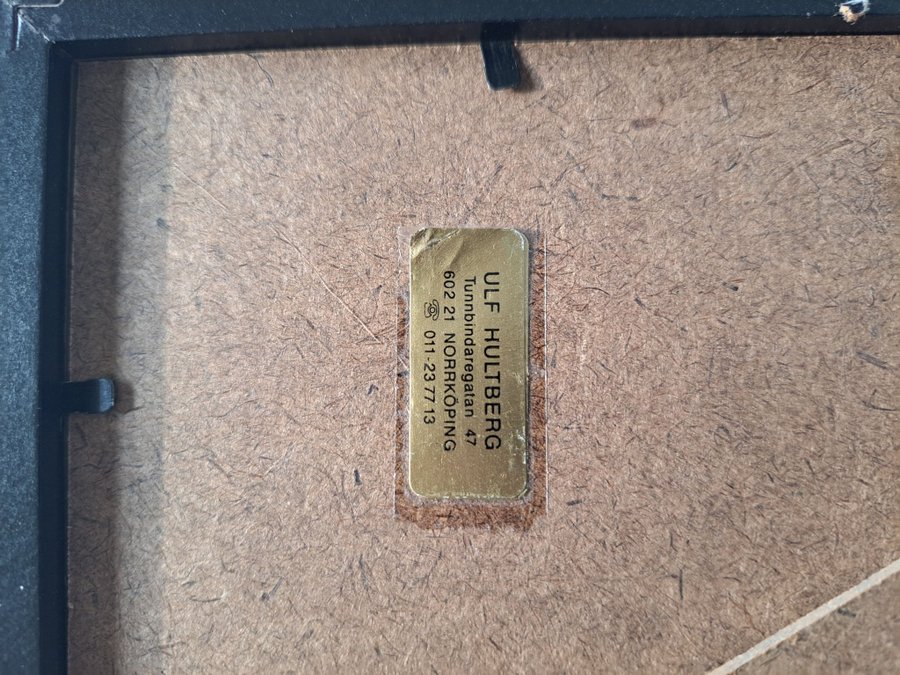 ULF HULTBERG
Tunnbindaregatan 47
602 21 NORRKÖPING
☏ 011-23 77 13